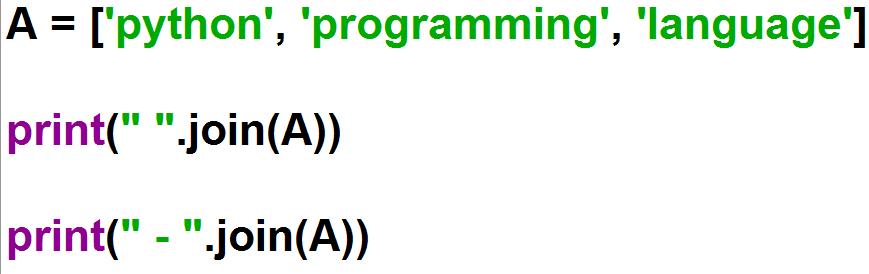 A = ['python', 'programming', 'language']
print(" ".join(A))
print(" - ".join(A))